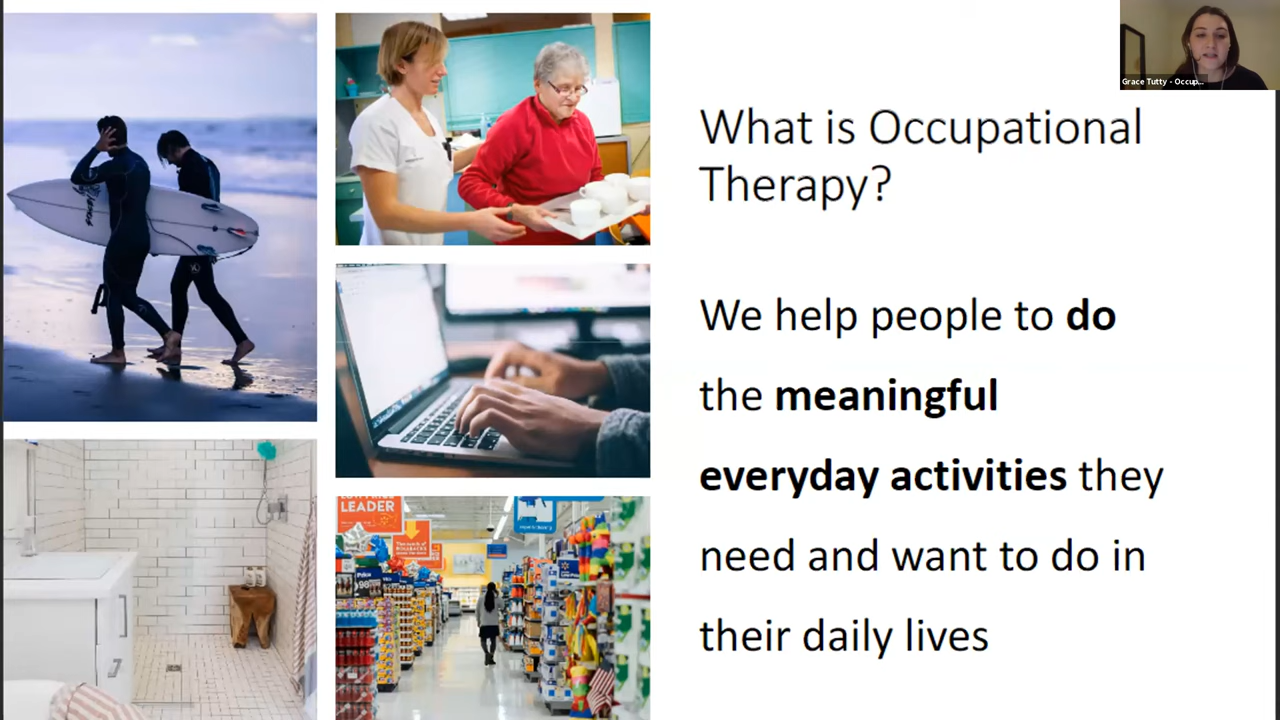 Grace Tutty - Occup...
What is Occupational
Therapy?
We help people to do
the meaningful
everyday activities they
need and want to do in
their daily lives
LEADER